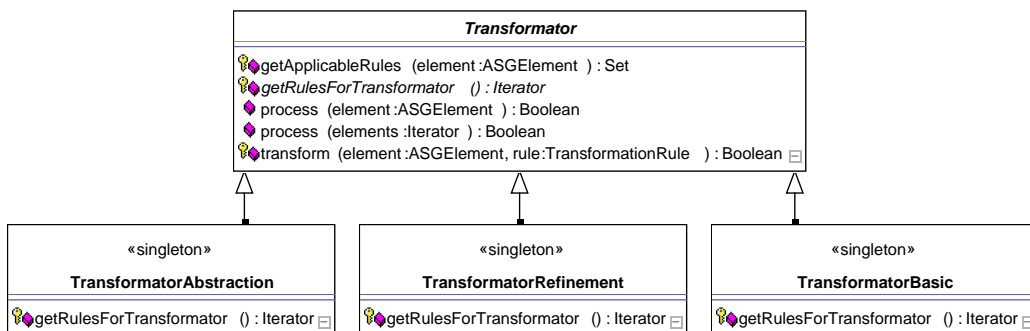 Transformator
getApplicableRules (element :ASGElement ) : Set
getRulesForTransformator () : Iterator
process (element :ASGElement ) : Boolean
process (elements :Iterator ) : Boolean
transform (element :ASGElement, rule:TransformationRule ) : Boolean
«singleton»
TransformatorAbstraction
getRulesForTransformator () : Iterator
«singleton»
TransformatorRefinement
getRulesForTransformator () : Iterator
«singleton»
TransformatorBasic
getRulesForTransformator () : Iterator